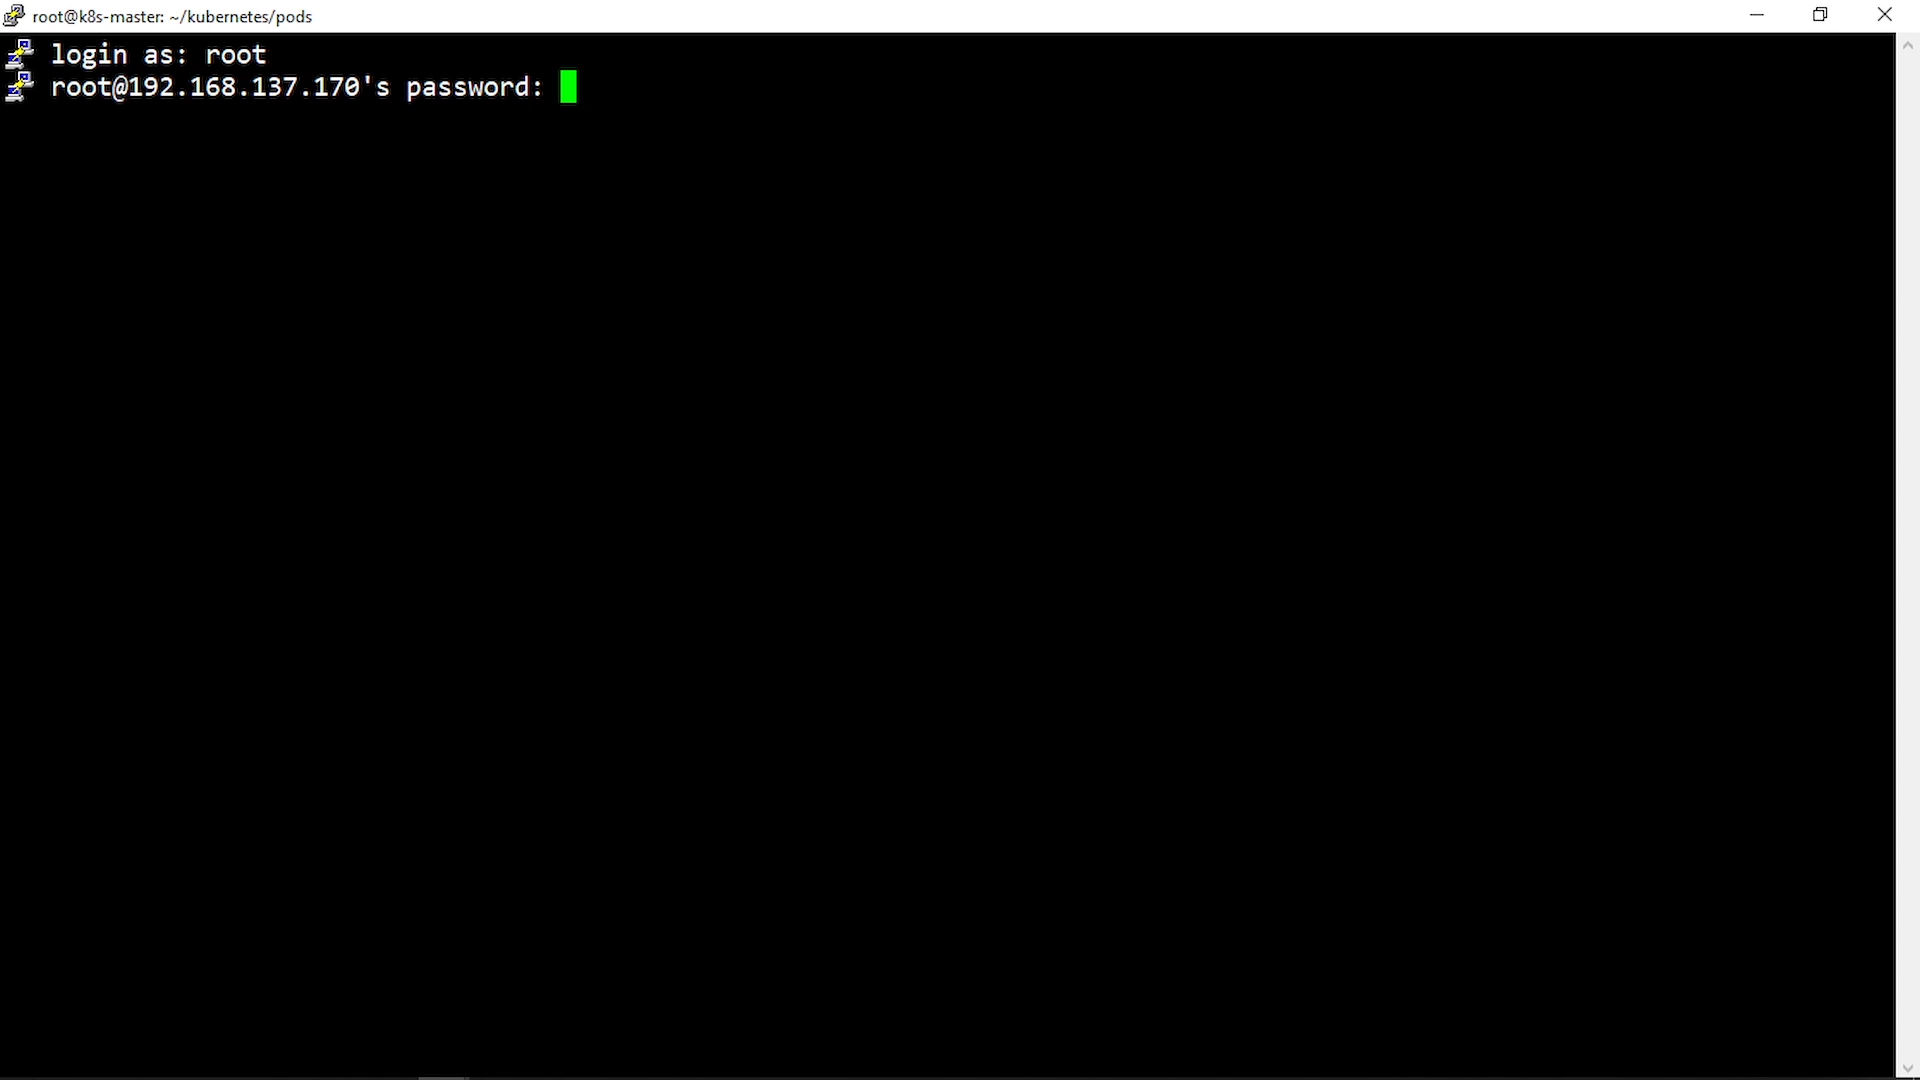 root@k8s-master: ~/kubernetes/pods
login as: root
root@192.168.137.170's password: